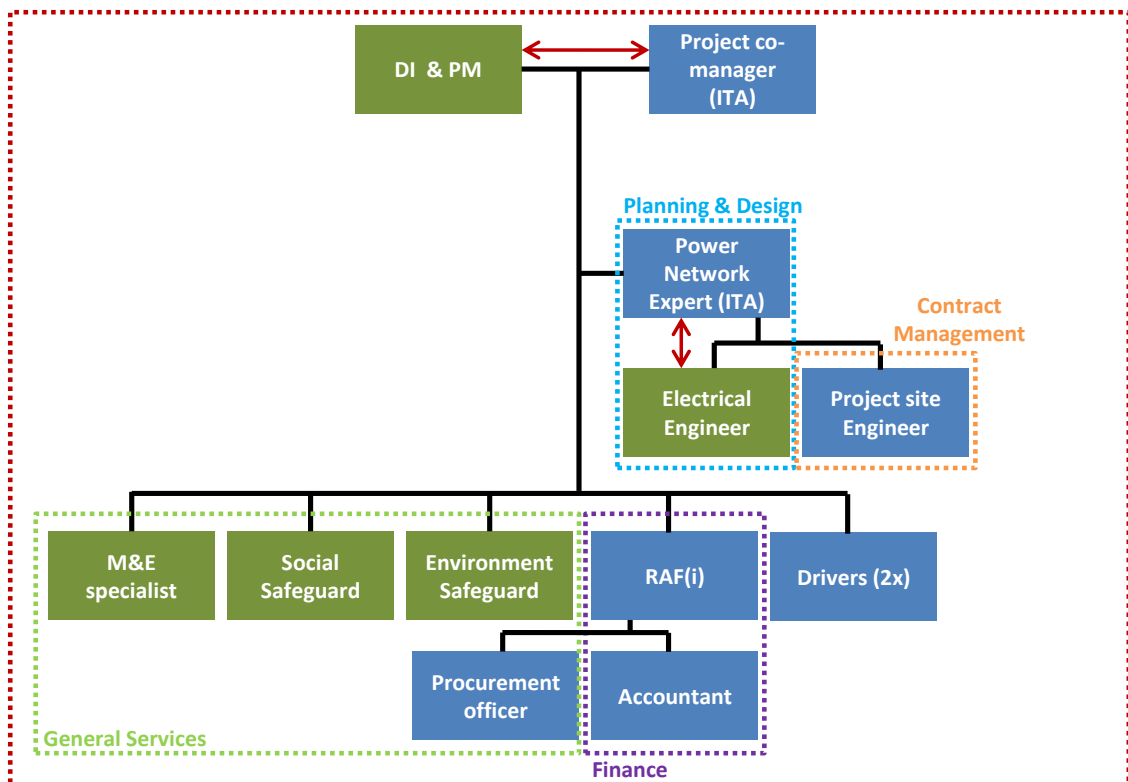 DI & PM
Project co-
manager
(ITA)
Planning & Design
Power
Network
Expert (ITA)
Contract
Management
Electrical
Engineer
Project site
Engineer
M&E
specialist
Social
Safeguard
Environment
Safeguard
RAF(i)
Drivers (2x)
Procurement
officer
Accountant
General Services
Finance